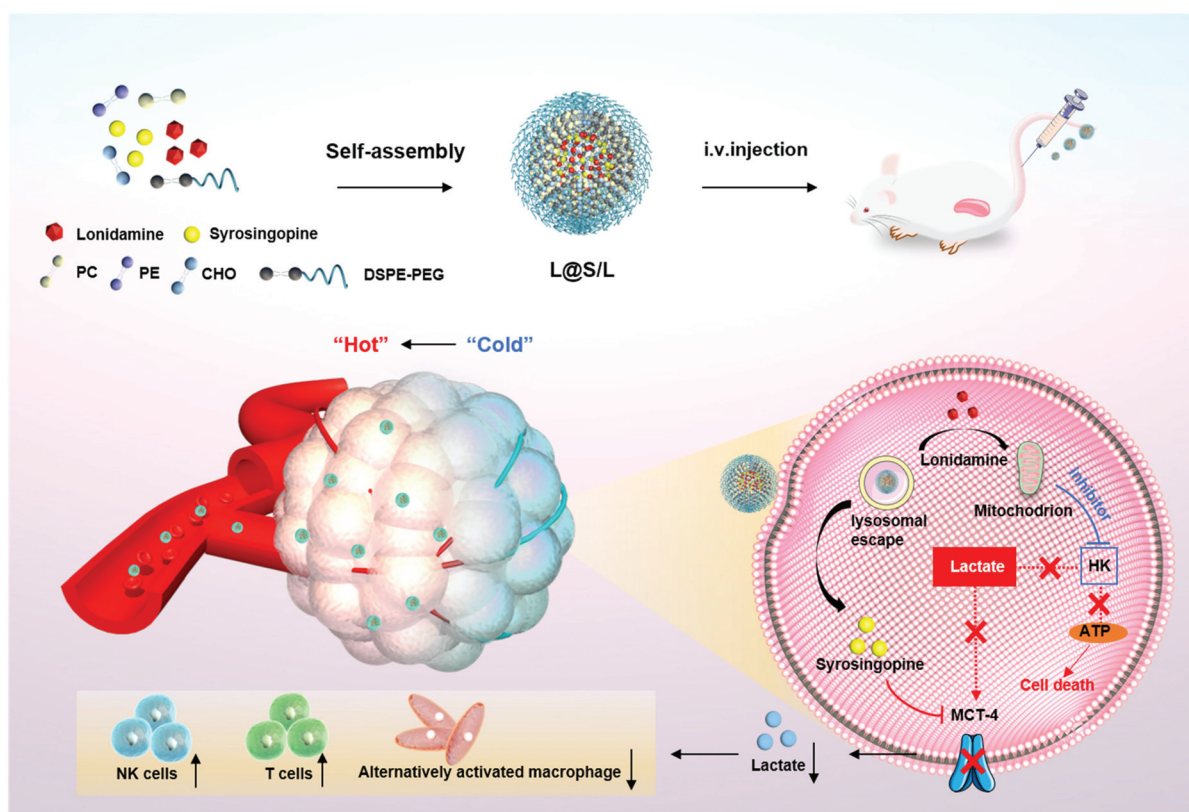 Self-assembly
i.v.injection
Lonidamine
Syrosingopine
PC
PE
CHO
DSPE-PEG
L@S/L
“Hot”
“Cold”
Lonidamine
lysosomal
escape
Mitochodrion
Inhibitor
Lactate
HK
ATP
Syrosingopine
Cell death
MCT-4
NK cells
T cells
Alternatively activated macrophage
Lactate